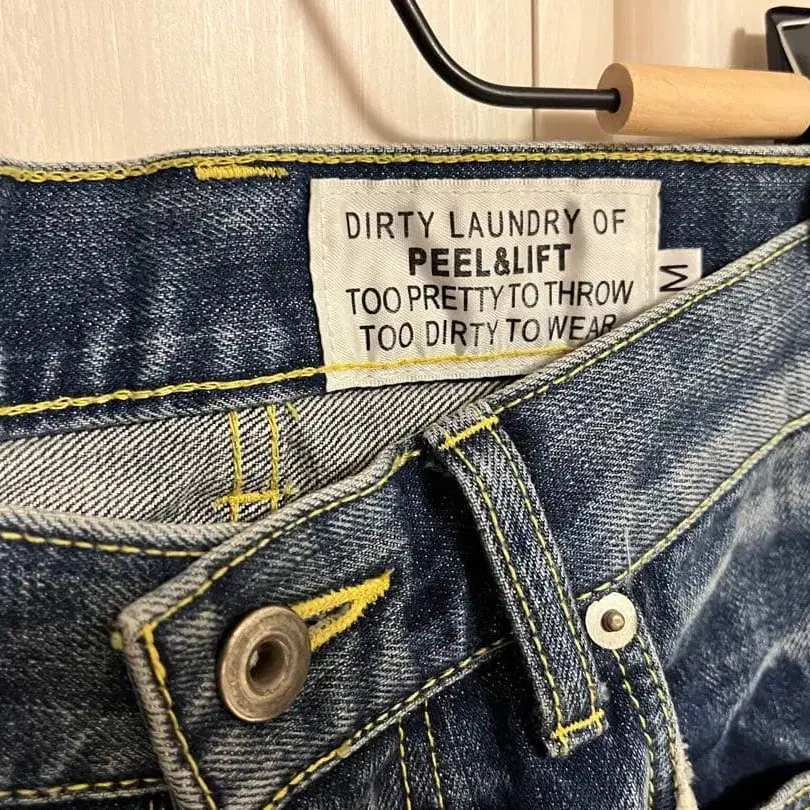 DIRTY LAUNDRY OF
PEEL&LIFT
TOO PRETTY TO THROW
TOO DIRTY TO WEAR
M